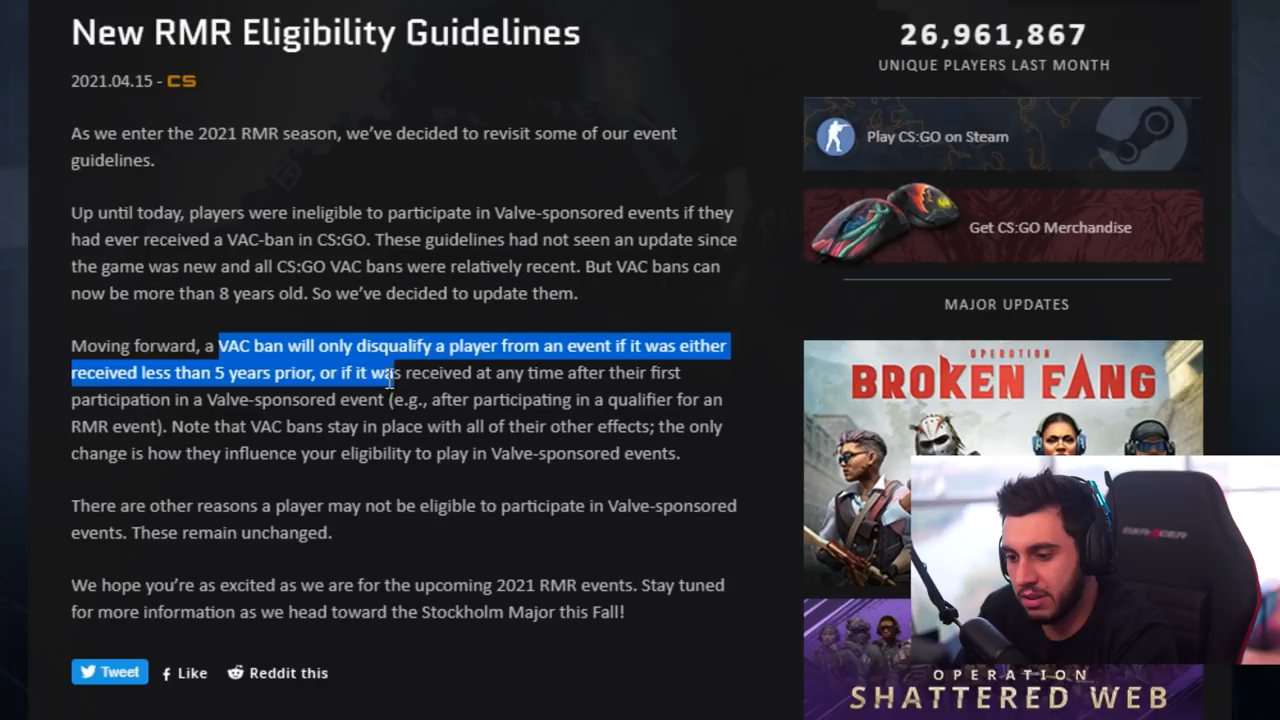 New RMR Eligibility Guidelines
2021.04.15 - CS
As we enter the 2021 RMR season, we've decided to revisit some of our event
guidelines.
Up until today, players were ineligible to participate in Valve-sponsored events if they
had ever received a VAC-ban in CS:GO. These guidelines had not seen an update since
the game was new and all CS:GO VAC bans were relatively recent. But VAC bans can
now be more than 8 years old. So we've decided to update them.
Moving forward, a VAC ban will only disqualify a player from an event if it was either
received less than 5 years prior, or if it was received at any time after their first
participation in a Valve-sponsored event (e.g., after participating in a qualifier for an
RMR event). Note that VAC bans stay in place with all of their other effects; the only
change is how they influence your eligibility to play in Valve-sponsored events.
There are other reasons a player may not be eligible to participate in Valve-sponsored
events. These remain unchanged.
We hope you're as excited as we are for the upcoming 2021 RMR events. Stay tuned
for more information as we head toward the Stockholm Major this Fall!
Tweet
Like
Reddit this
26,961,867
UNIQUE PLAYERS LAST MONTH
Play CS:GO on Steam
Get CS:GO Merchandise
MAJOR UPDATES
OPERATION
BROKEN FANG
OPERATION
SHATTERED WEB